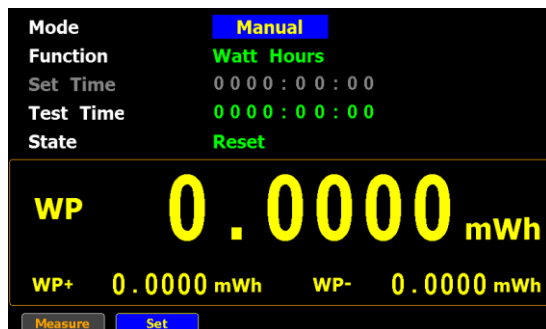 Mode Manual
Function Watt Hours
Set Time 0000:00:00
Test Time 0000:00:00
State Reset
WP 0.0000 mWh
WP+ 0.0000 mWh WP- 0.0000 mWh
Measure Set